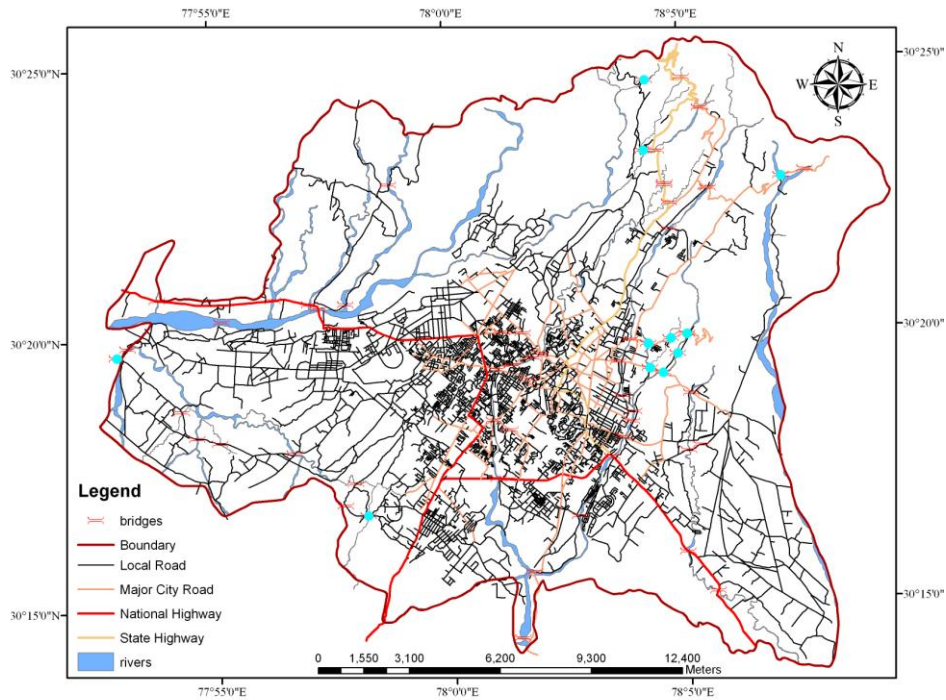 77°55'0"E 78°0'0"E 78°5'0"E
30°25'0"N 30°25'0"N
N
W E
S
30°20'0"N 30°20'0"N
Legend
bridges
Boundary
Local Road
Major City Road
National Highway
State Highway
rivers
30°15'0"N 30°15'0"N
0 1,550 3,100 6,200 9,300 12,400
Meters
77°55'0"E 78°0'0"E 78°5'0"E